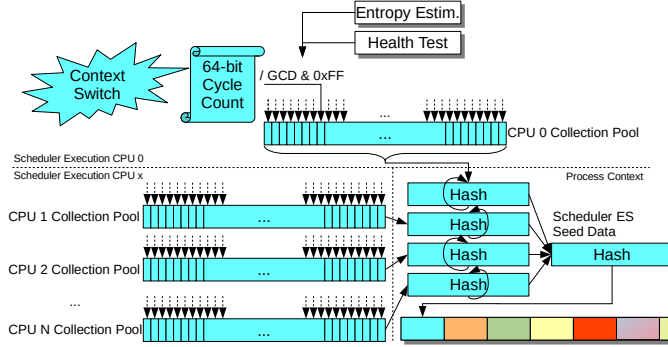 Entropy Estim.
Health Test
Context
Switch
64-bit
Cycle
Count
/ GCD & 0xFF
...
...
CPU 0 Collection Pool
Scheduler Execution CPU 0
Scheduler Execution CPU x
Process Context
CPU 1 Collection Pool
...
CPU 2 Collection Pool
...
...
CPU N Collection Pool
...
Hash
Hash
Hash
Hash
Scheduler ES
Seed Data
Hash